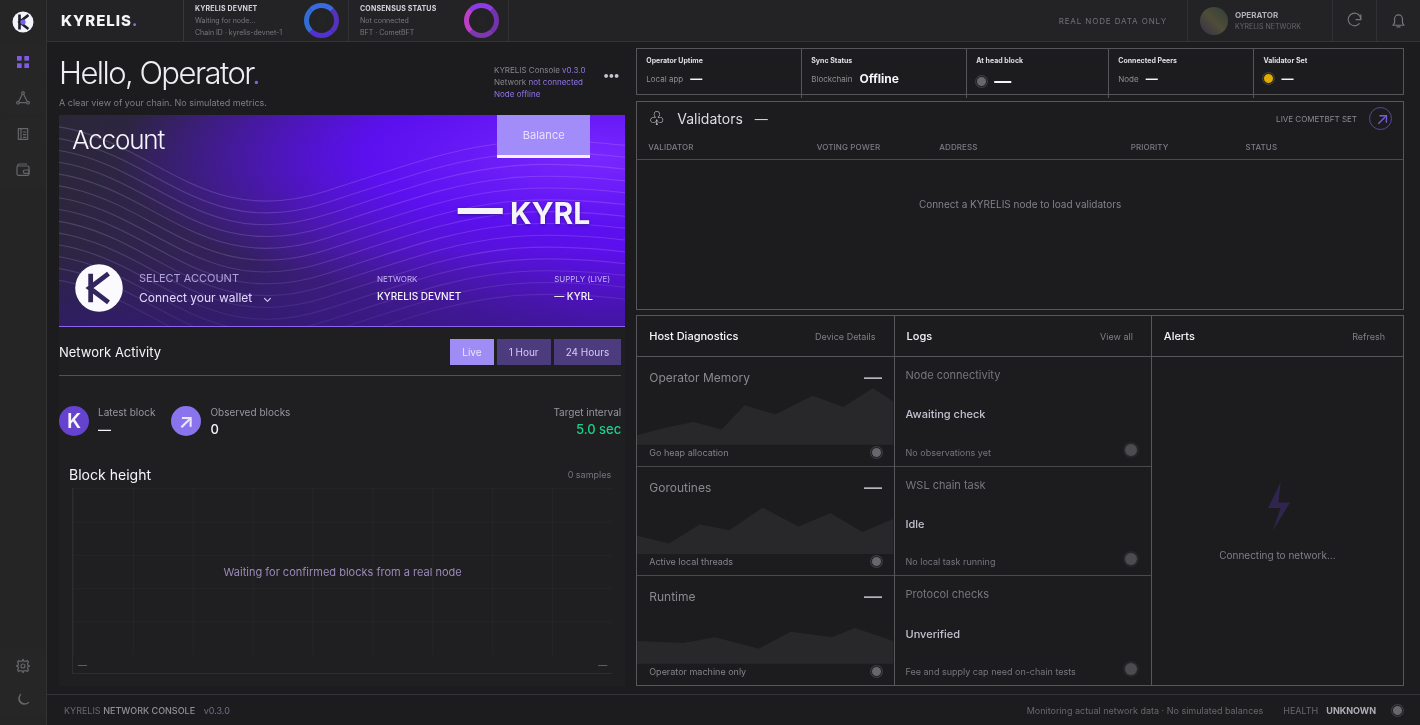 KYRELIS.
KYRELIS DEVNET
Waiting for node...
Chain ID · kyrelis-devnet-1
CONSENSUS STATUS
Not connected
BFT · CometBFT
REAL NODE DATA ONLY
OPERATOR
KYRELIS NETWORK
Hello, Operator.
A clear view of your chain. No simulated metrics.
KYRELIS Console v0.3.0
Network not connected
Node offline
Account
Balance
— KYRL
SELECT ACCOUNT
Connect your wallet
NETWORK
KYRELIS DEVNET
SUPPLY (LIVE)
— KYRL
Network Activity
Live
1 Hour
24 Hours
K
Latest block
—
Observed blocks
0
Target interval
5.0 sec
Block height
0 samples
Waiting for confirmed blocks from a real node
—
—
Operator Uptime
Local app —
Sync Status
Blockchain Offline
At head block
—
Connected Peers
Node —
Validator Set
—
Validators —
LIVE COMETBFT SET
VALIDATOR VOTING POWER ADDRESS PRIORITY STATUS
Connect a KYRELIS node to load validators
Host Diagnostics
Device Details
Operator Memory —
Go heap allocation
Goroutines —
Active local threads
Runtime —
Operator machine only
Logs
View all
Node connectivity
Awaiting check
No observations yet
WSL chain task
Idle
No local task running
Protocol checks
Unverified
Fee and supply cap need on-chain tests
Alerts
Refresh
Connecting to network...
KYRELIS NETWORK CONSOLE v0.3.0
Monitoring actual network data · No simulated balances
HEALTH UNKNOWN